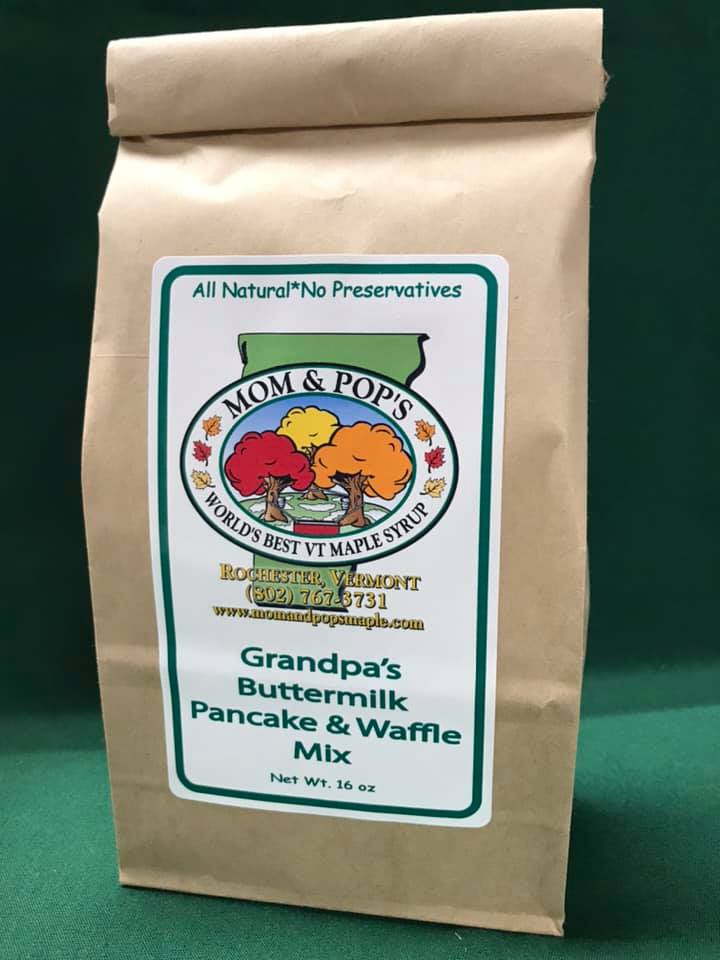 All Natural*No Preservatives
MOM & POP'S
WORLD'S BEST VT MAPLE SYRUP
ROCHESTER, VERMONT
(802) 767-3731
www.momandpopsmaple.com
Grandpa's
Buttermilk
Pancake & Waffle
Mix
Net Wt. 16 oz